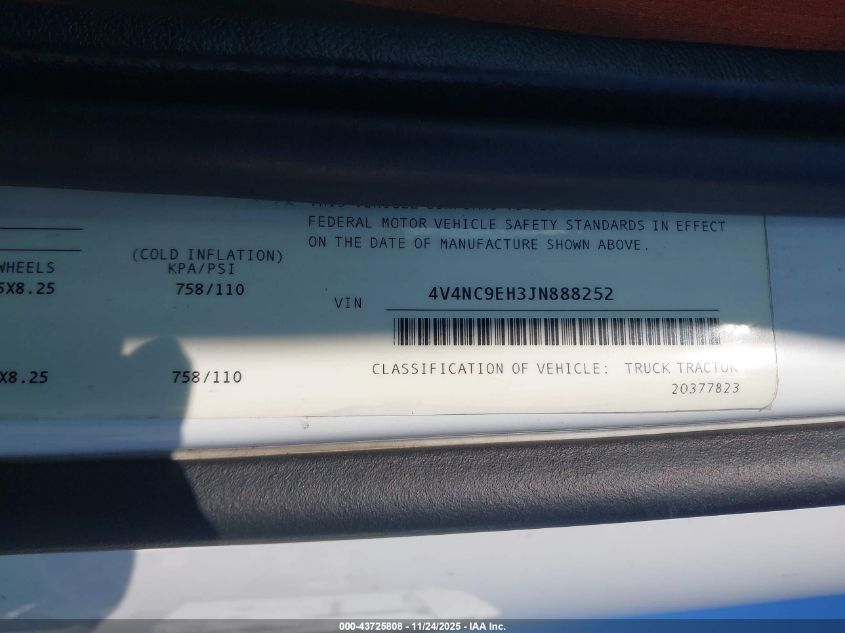 FEDERAL MOTOR VEHICLE SAFETY STANDARDS IN EFFECT
ON THE DATE OF MANUFACTURE SHOWN ABOVE.
WHEELS
(COLD INFLATION)
KPA/PSI
5X8.25
758/110
VIN
4V4NC9EH3JN888252
X8.25
758/110
CLASSIFICATION OF VEHICLE: TRUCK TRACTOR
20377823
000-43725808 - 11/24/2025 - IAA Inc.